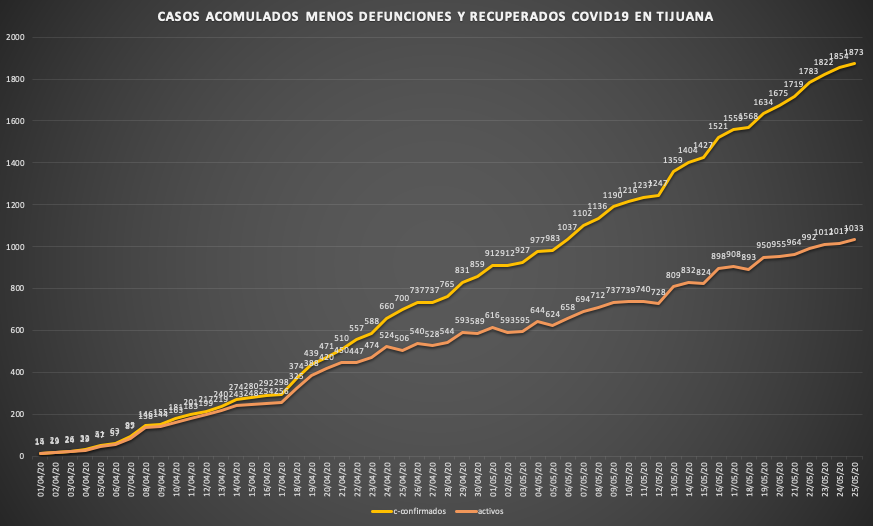 CASOS ACOMULADOS MENOS DEFUNCIONES Y RECUPERADOS COVID19 EN TIJUANA
2000
1800
1600
1400
1200
1000
800
600
400
200
0
374 439 471 510 557 588 660 700 737 737 765 831 859 912 912 927 977 983 1037 1102 1136 1190 1216 1237 1247 1359 1404 1427 1521 1559 1568 1634 1675 1719 1783 1822 1854 1873
240 274 280 292 298
219 243 248 254 258
420 450 447 474 524 506 540 528 544 593 589 616 593 595 644 624 658 694 712 737 739 740 728 809 832 824 898 908 893 950 955 964 992 1012 1017 1033
01/04/20 02/04/20 03/04/20 04/04/20 05/04/20 06/04/20 07/04/20 08/04/20 09/04/20 10/04/20 11/04/20 12/04/20 13/04/20 14/04/20 15/04/20 16/04/20 17/04/20 18/04/20 19/04/20 20/04/20 21/04/20 22/04/20 23/04/20 24/04/20 25/04/20 26/04/20 27/04/20 28/04/20 29/04/20 30/04/20 01/05/20 02/05/20 03/05/20 04/05/20 05/05/20 06/05/20 07/05/20 08/05/20 09/05/20 10/05/20 11/05/20 12/05/20 13/05/20 14/05/20 15/05/20 16/05/20 17/05/20 18/05/20 19/05/20 20/05/20 21/05/20 22/05/20 23/05/20 24/05/20 25/05/20
c-confirmados activos